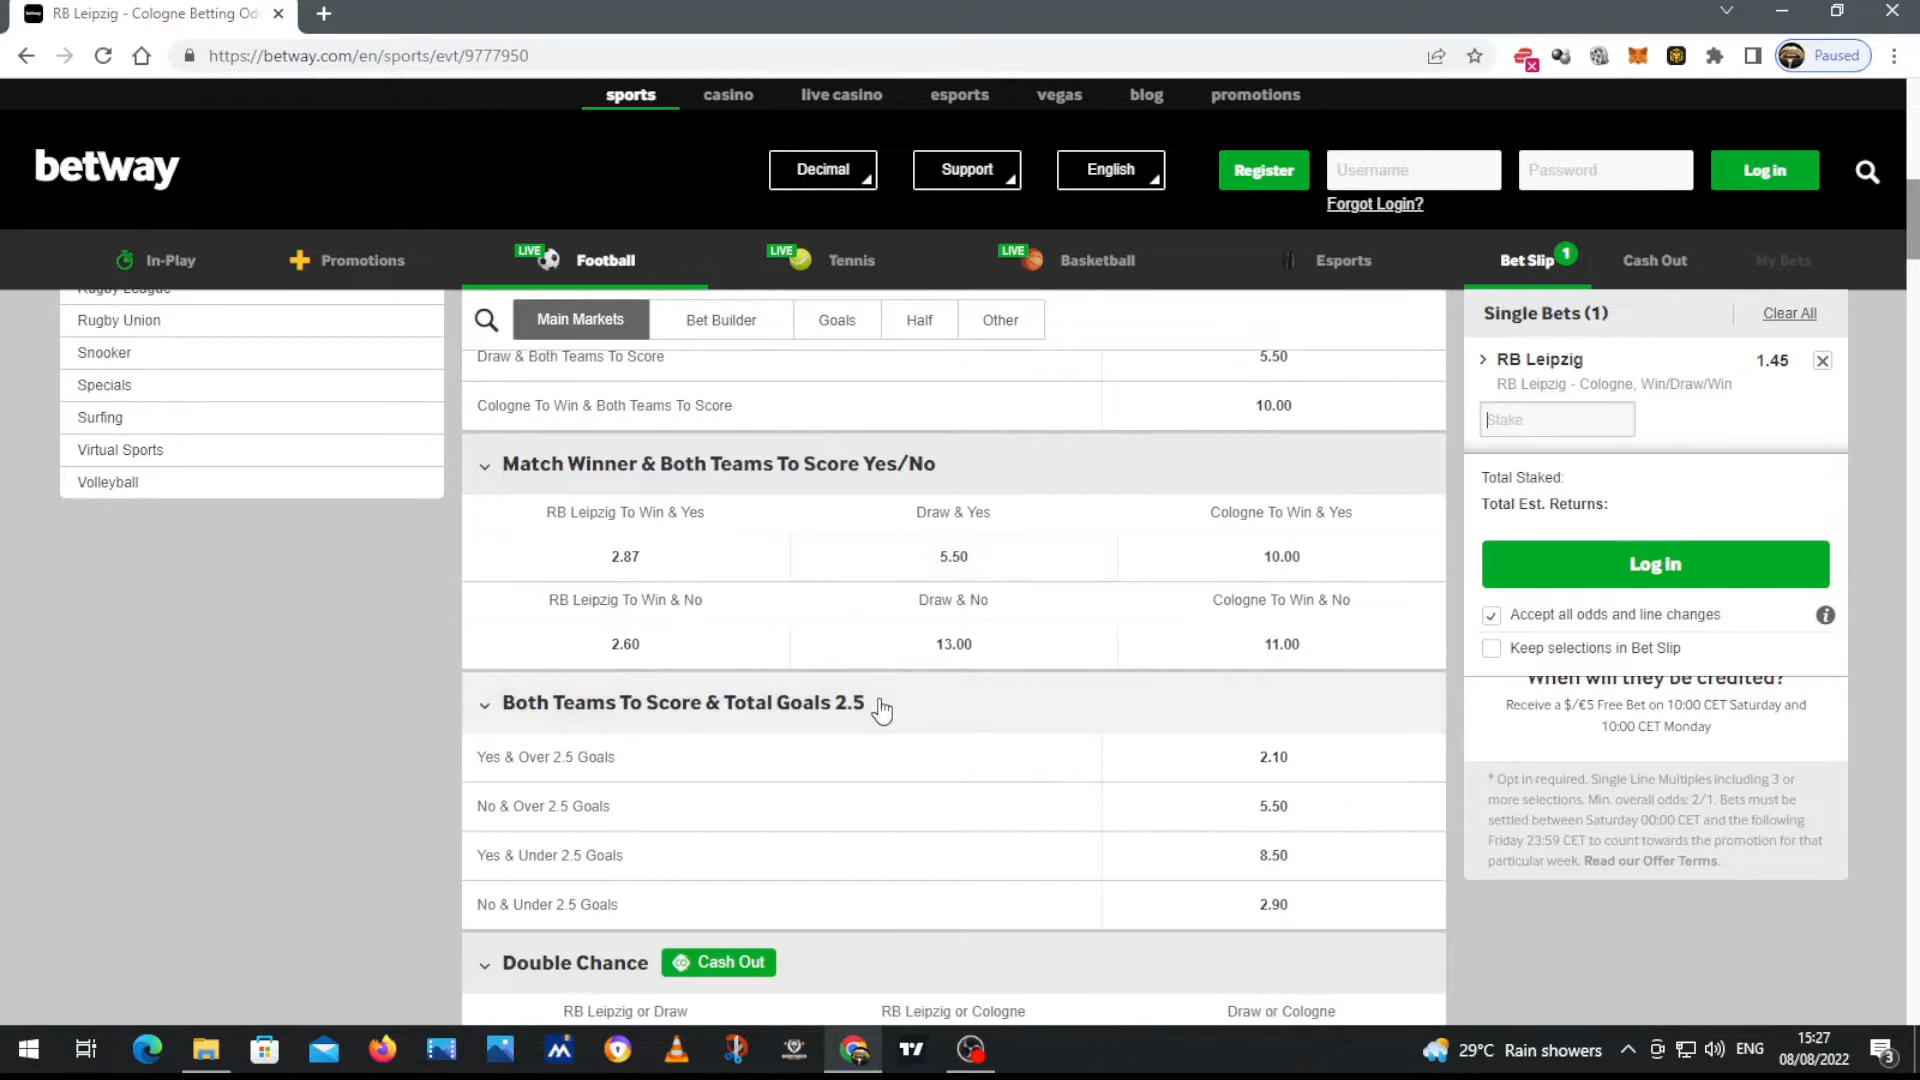 RB Leipzig - Cologne Betting Od
https://betway.com/en/sports/evt/9777950
Paused
sports casino live casino esports vegas blog promotions
betway
Decimal Support English Register Username Password Log in
Forgot Login?
In-Play Promotions LIVE Football LIVE Tennis LIVE Basketball Esports Bet Slip 1 Cash Out My Bets
Rugby League
Rugby Union
Snooker
Specials
Surfing
Virtual Sports
Volleyball
Main Markets Bet Builder Goals Half Other
Draw & Both Teams To Score 5.50
Cologne To Win & Both Teams To Score 10.00
Match Winner & Both Teams To Score Yes/No
RB Leipzig To Win & Yes Draw & Yes Cologne To Win & Yes
2.87 5.50 10.00
RB Leipzig To Win & No Draw & No Cologne To Win & No
2.60 13.00 11.00
Both Teams To Score & Total Goals 2.5
Yes & Over 2.5 Goals 2.10
No & Over 2.5 Goals 5.50
Yes & Under 2.5 Goals 8.50
No & Under 2.5 Goals 2.90
Double Chance Cash Out
RB Leipzig or Draw RB Leipzig or Cologne Draw or Cologne
Single Bets (1) Clear All
RB Leipzig 1.45
RB Leipzig - Cologne, Win/Draw/Win
Stake
Total Staked:
Total Est. Returns:
Log in
Accept all odds and line changes
Keep selections in Bet Slip
When will they be credited?
Receive a $/€5 Free Bet on 10:00 CET Saturday and
10:00 CET Monday
* Opt in required. Single Line Multiples including 3 or
more selections. Min. overall odds: 2/1. Bets must be
settled between Saturday 00:00 CET and the following
Friday 23:59 CET to count towards the promotion for that
particular week. Read our Offer Terms.
29°C Rain showers ENG 15:27
08/08/2022
3